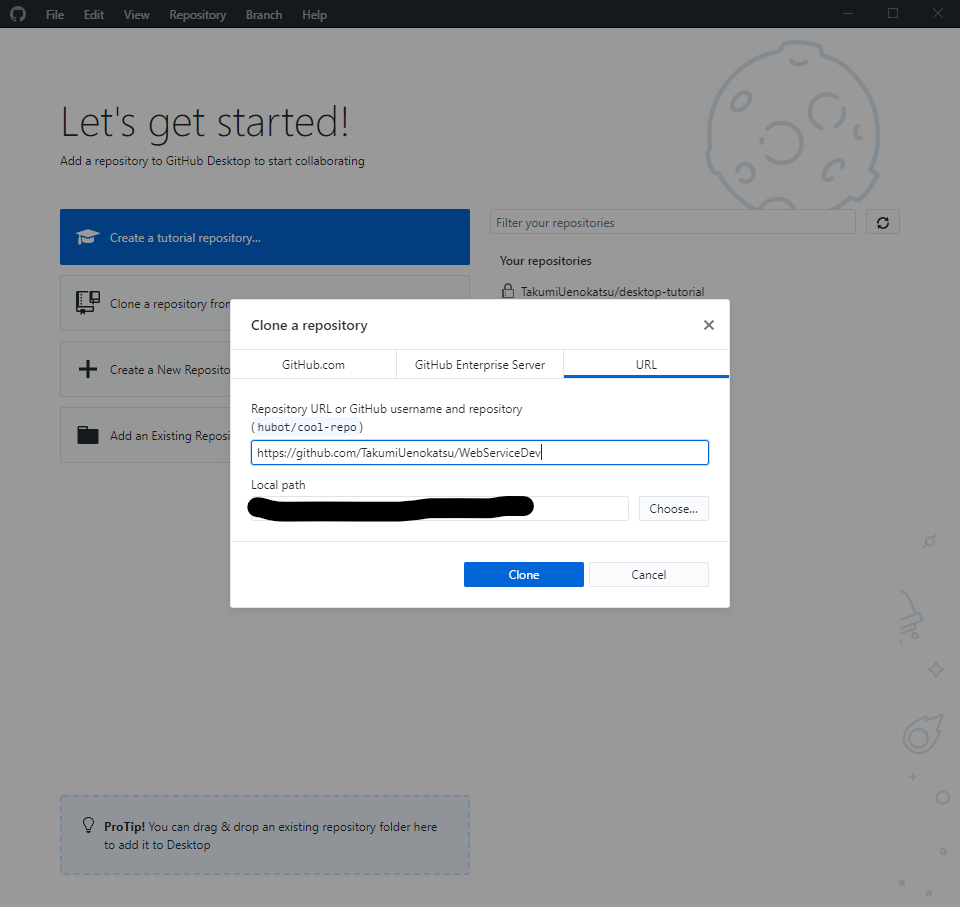 File Edit View Repository Branch Help
Let's get started!
Add a repository to GitHub Desktop to start collaborating
Create a tutorial repository...
Clone a repository from
Create a New Reposito
Add an Existing Reposi
Filter your repositories
Your repositories
TakumiUenokatsu/desktop-tutorial
Clone a repository
GitHub.com
GitHub Enterprise Server
URL
Repository URL or GitHub username and repository
(hubot/cool-repo)
https://github.com/TakumiUenokatsu/WebServiceDev
Local path
Choose...
Clone
Cancel
ProTip! You can drag & drop an existing repository folder here
to add it to Desktop